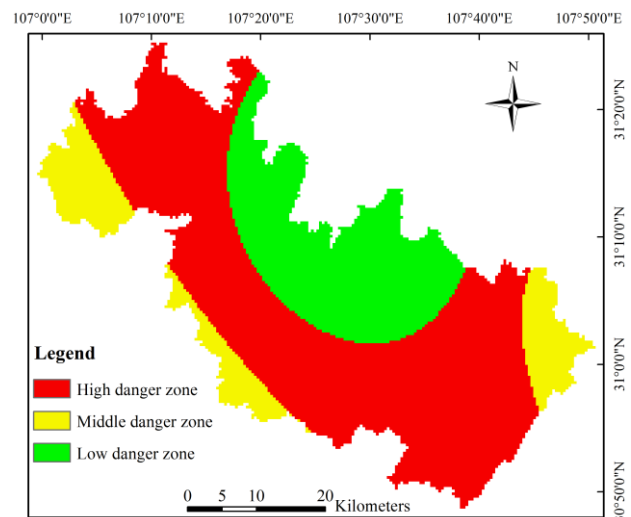 107°0'0"E 107°10'0"E 107°20'0"E 107°30'0"E 107°40'0"E 107°50'0"E
N
31°20'0"N
31°10'0"N
31°0'0"N
0°50'0"N
Legend
High danger zone
Middle danger zone
Low danger zone
0 5 10 20
Kilometers